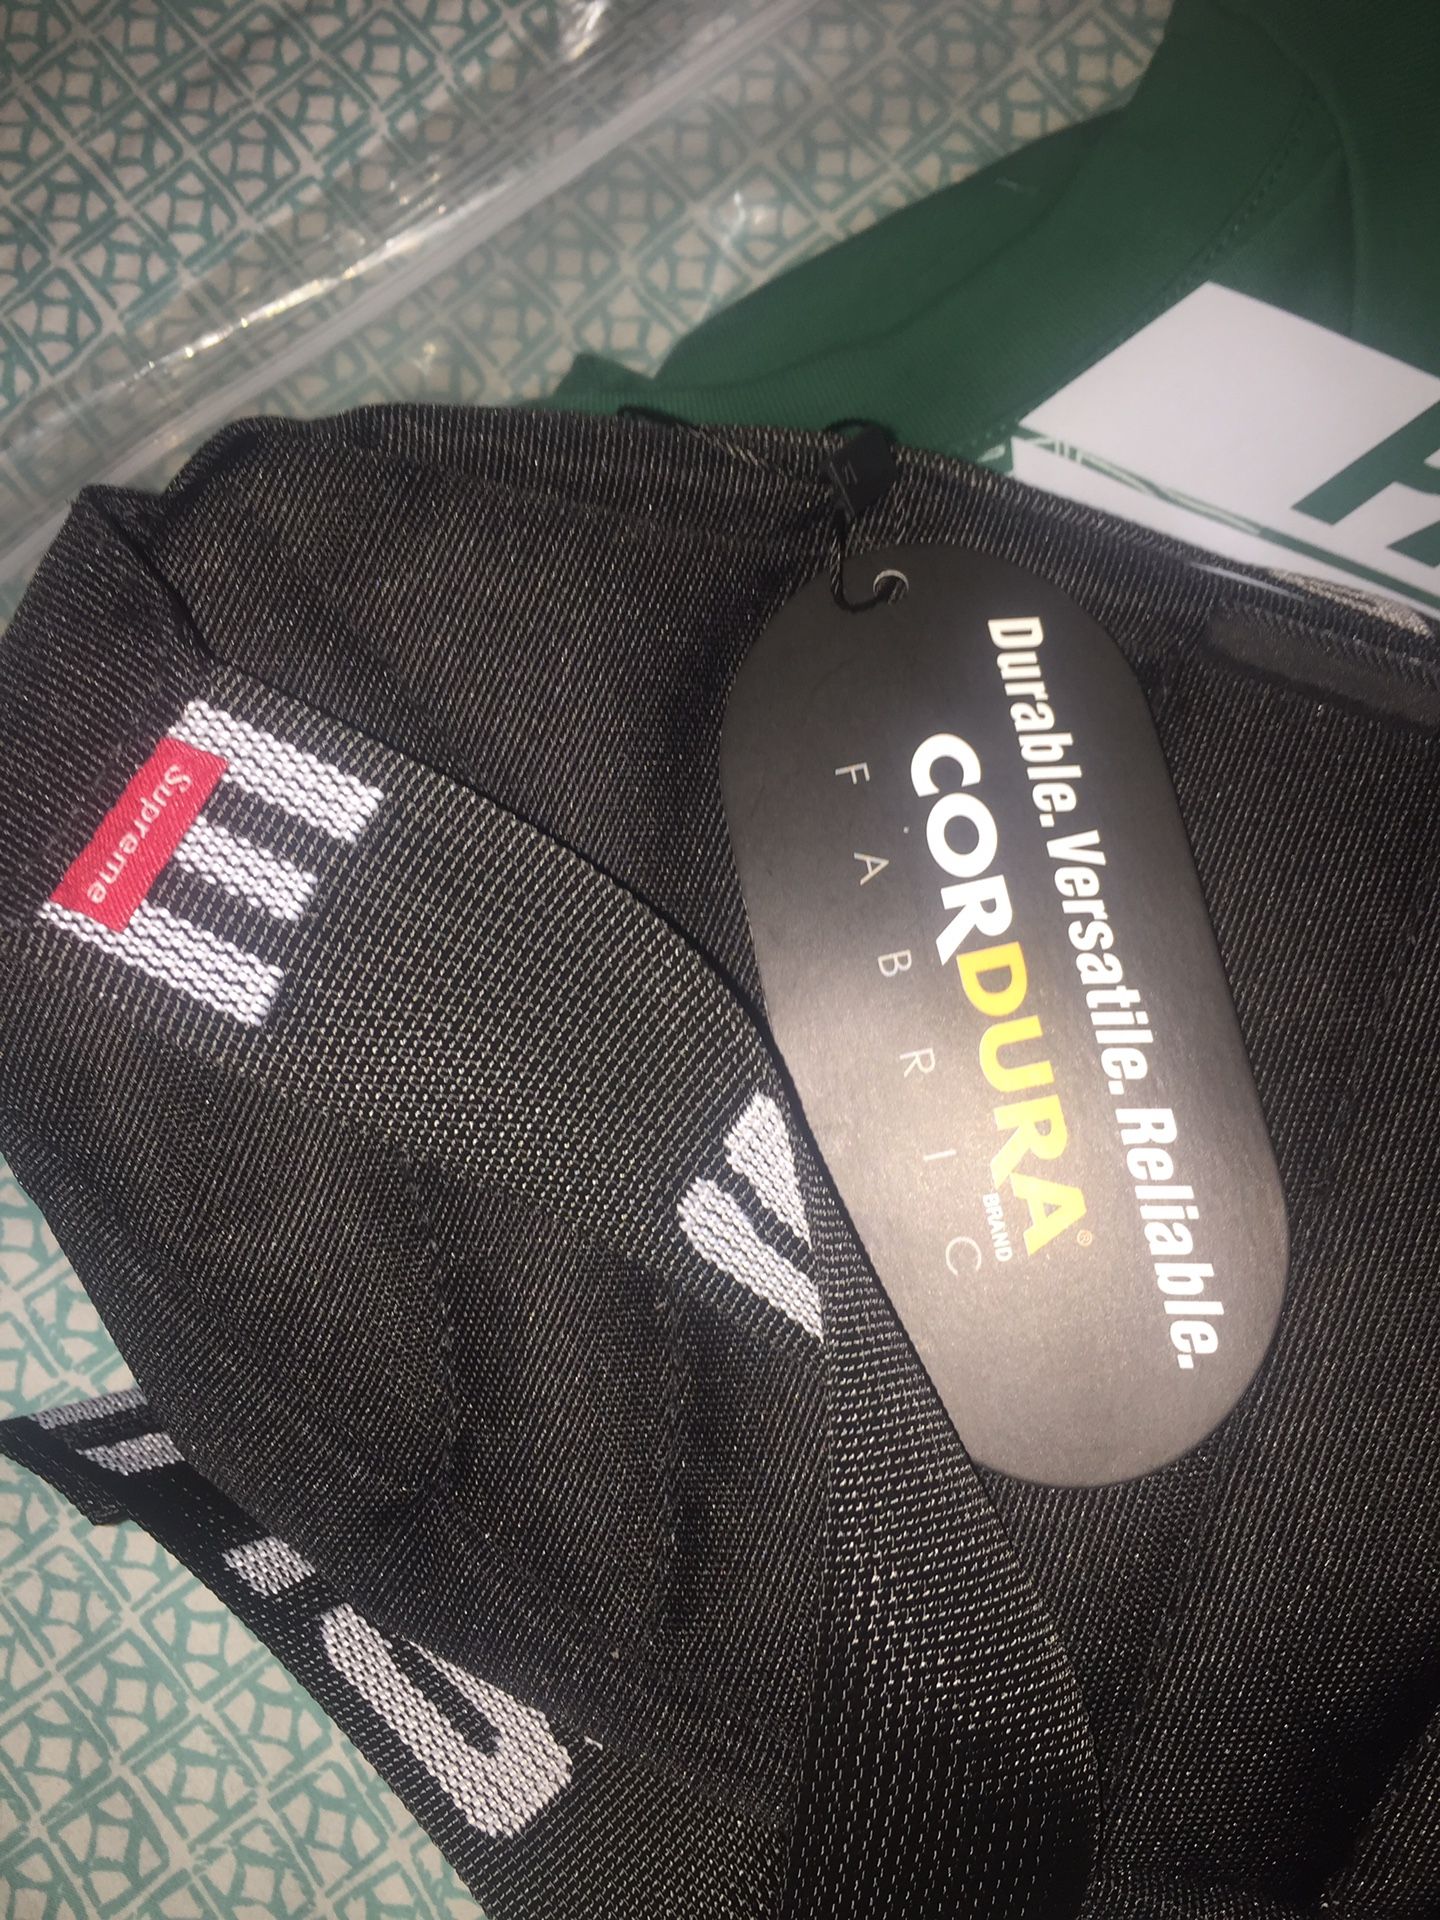 Durable. Versatile. Reliable.
CORDURA®
BRAND
FABRIC
Supreme